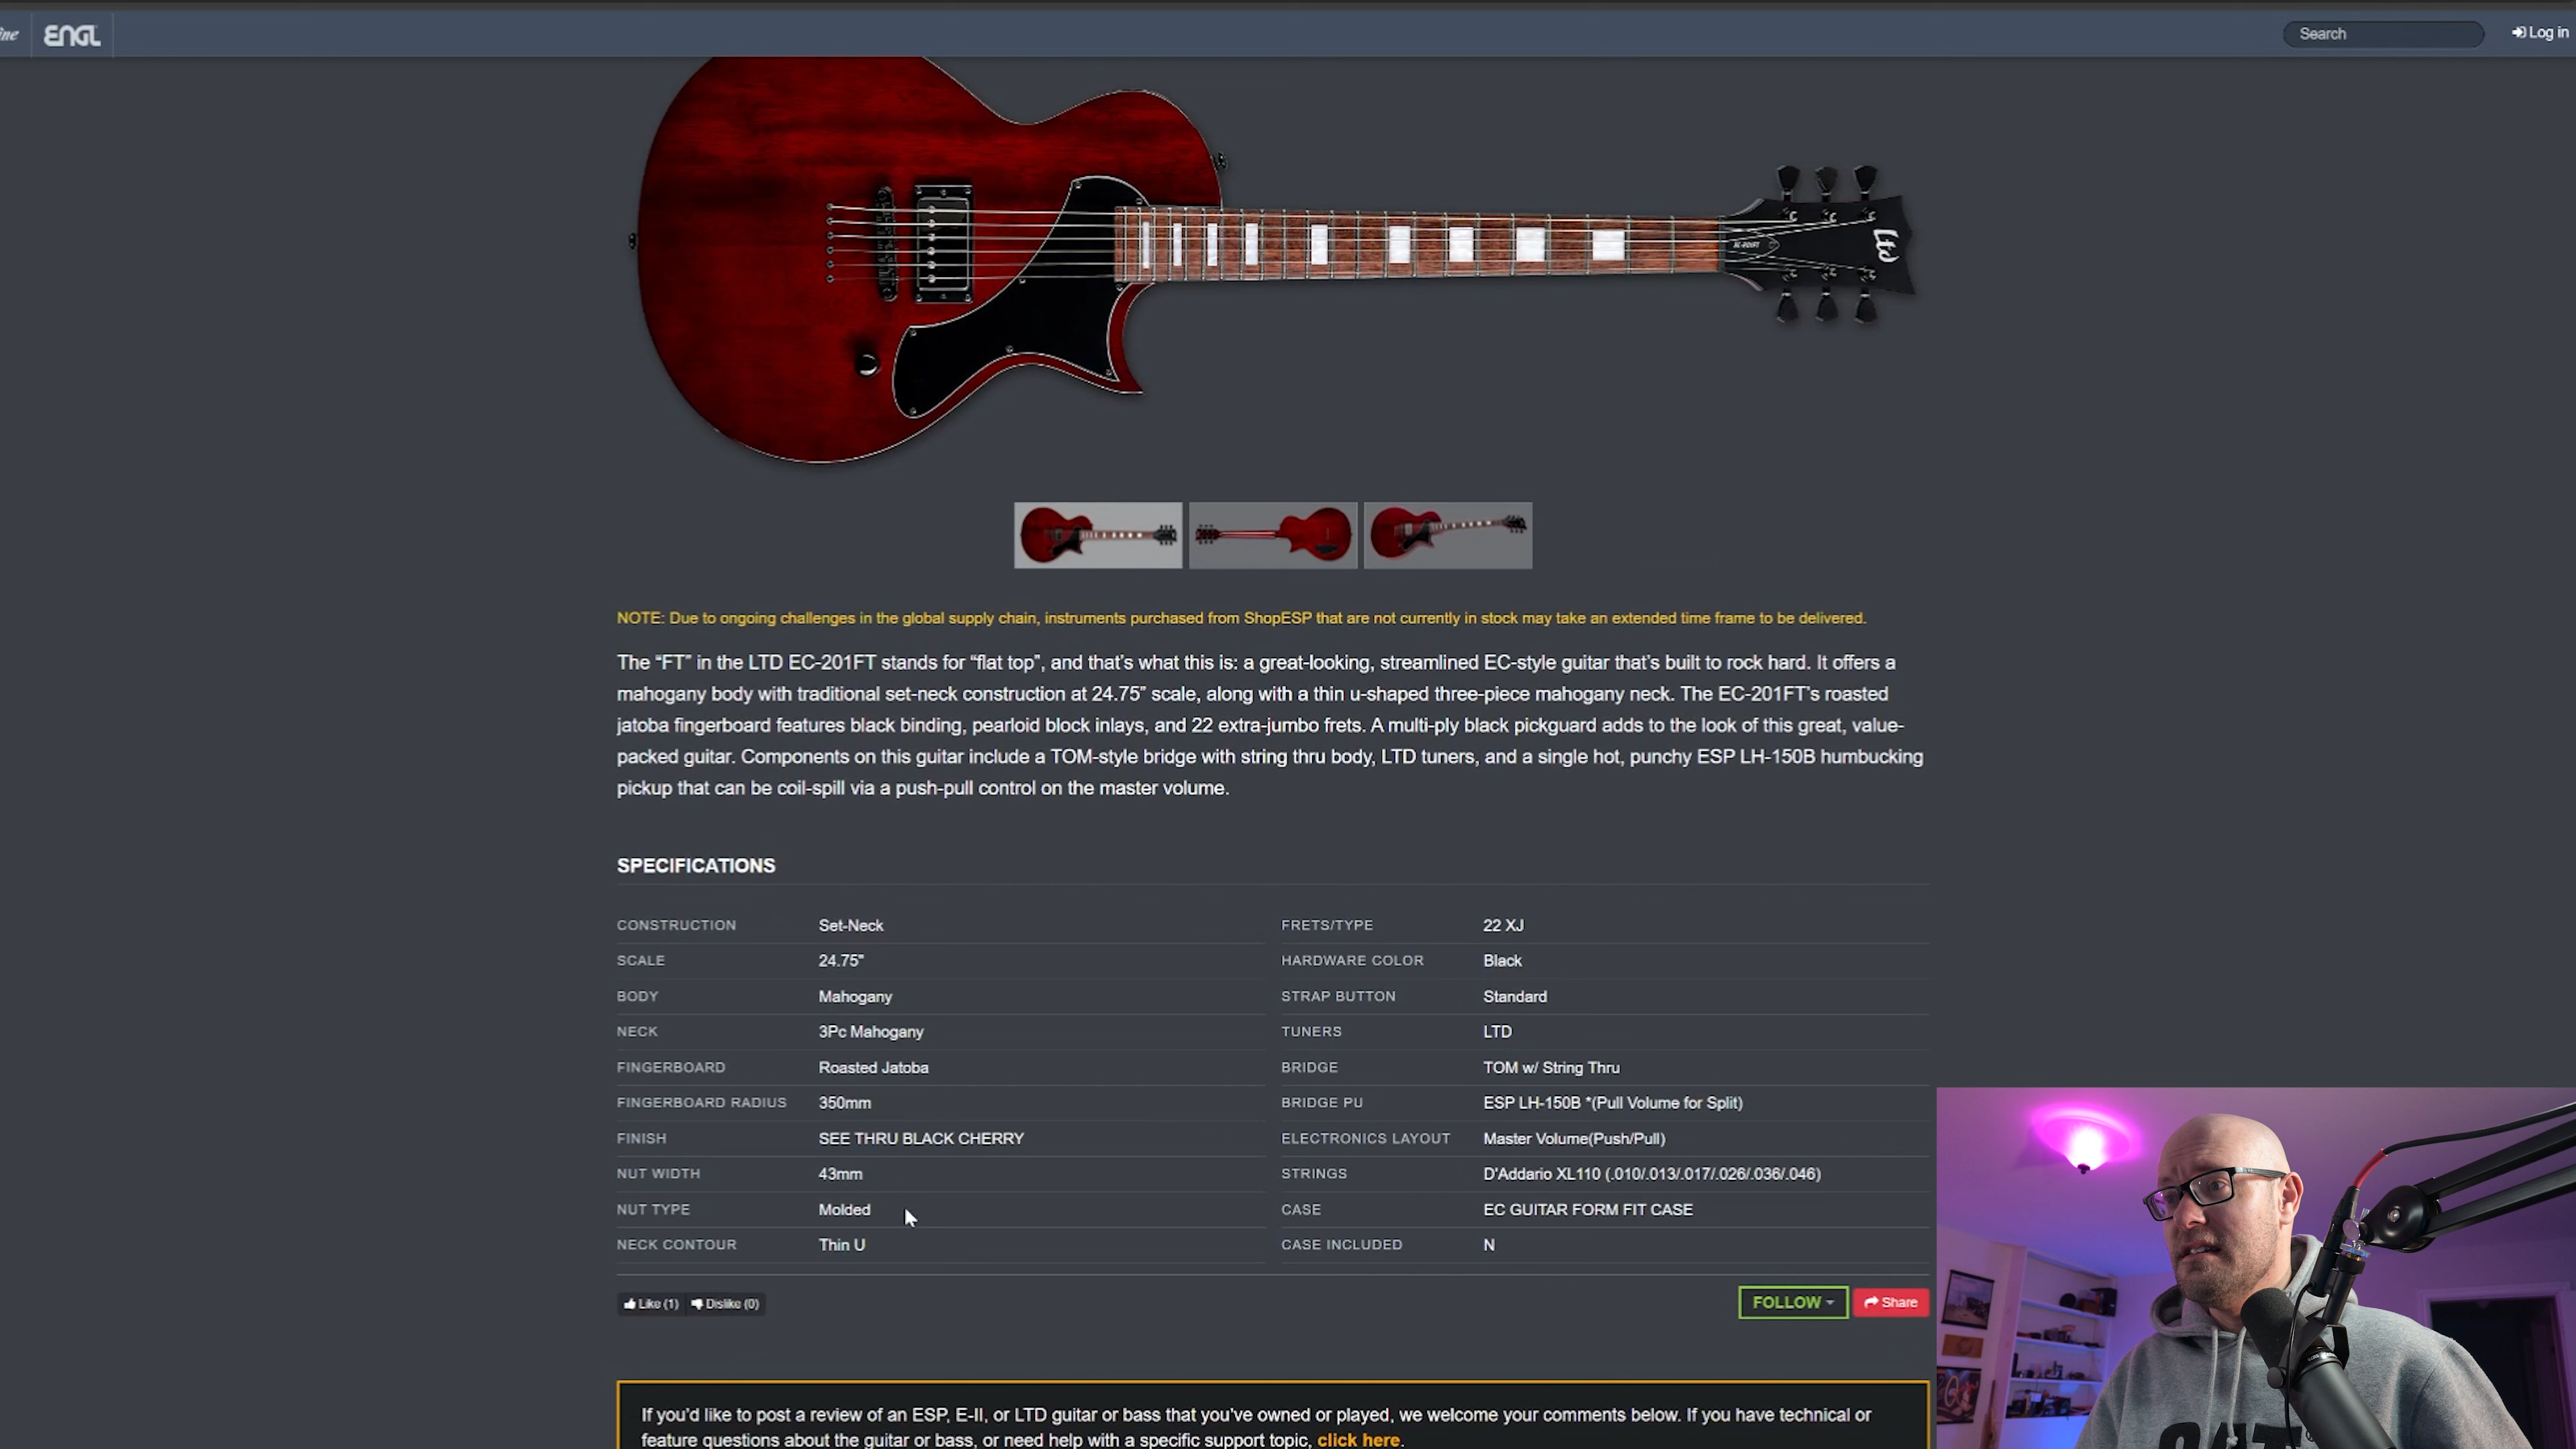 ine ENGL Search Log in
EC-201FT
Ltd
NOTE: Due to ongoing challenges in the global supply chain, instruments purchased from ShopESP that are not currently in stock may take an extended time frame to be delivered.
The “FT” in the LTD EC-201FT stands for “flat top”, and that’s what this is: a great-looking, streamlined EC-style guitar that’s built to rock hard. It offers a
mahogany body with traditional set-neck construction at 24.75” scale, along with a thin u-shaped three-piece mahogany neck. The EC-201FT’s roasted
jatoba fingerboard features black binding, pearloid block inlays, and 22 extra-jumbo frets. A multi-ply black pickguard adds to the look of this great, value-
packed guitar. Components on this guitar include a TOM-style bridge with string thru body, LTD tuners, and a single hot, punchy ESP LH-150B humbucking
pickup that can be coil-spill via a push-pull control on the master volume.
SPECIFICATIONS
CONSTRUCTION Set-Neck
SCALE 24.75"
BODY Mahogany
NECK 3Pc Mahogany
FINGERBOARD Roasted Jatoba
FINGERBOARD RADIUS 350mm
FINISH SEE THRU BLACK CHERRY
NUT WIDTH 43mm
NUT TYPE Molded
NECK CONTOUR Thin U
FRETS/TYPE 22 XJ
HARDWARE COLOR Black
STRAP BUTTON Standard
TUNERS LTD
BRIDGE TOM w/ String Thru
BRIDGE PU ESP LH-150B *(Pull Volume for Split)
ELECTRONICS LAYOUT Master Volume(Push/Pull)
STRINGS D'Addario XL110 (.010/.013/.017/.026/.036/.046)
CASE EC GUITAR FORM FIT CASE
CASE INCLUDED N
Like (1) Dislike (0) FOLLOW Share
If you’d like to post a review of an ESP, E-II, or LTD guitar or bass that you’ve owned or played, we welcome your comments below. If you have technical or
feature questions about the guitar or bass, or need help with a specific support topic, click here.